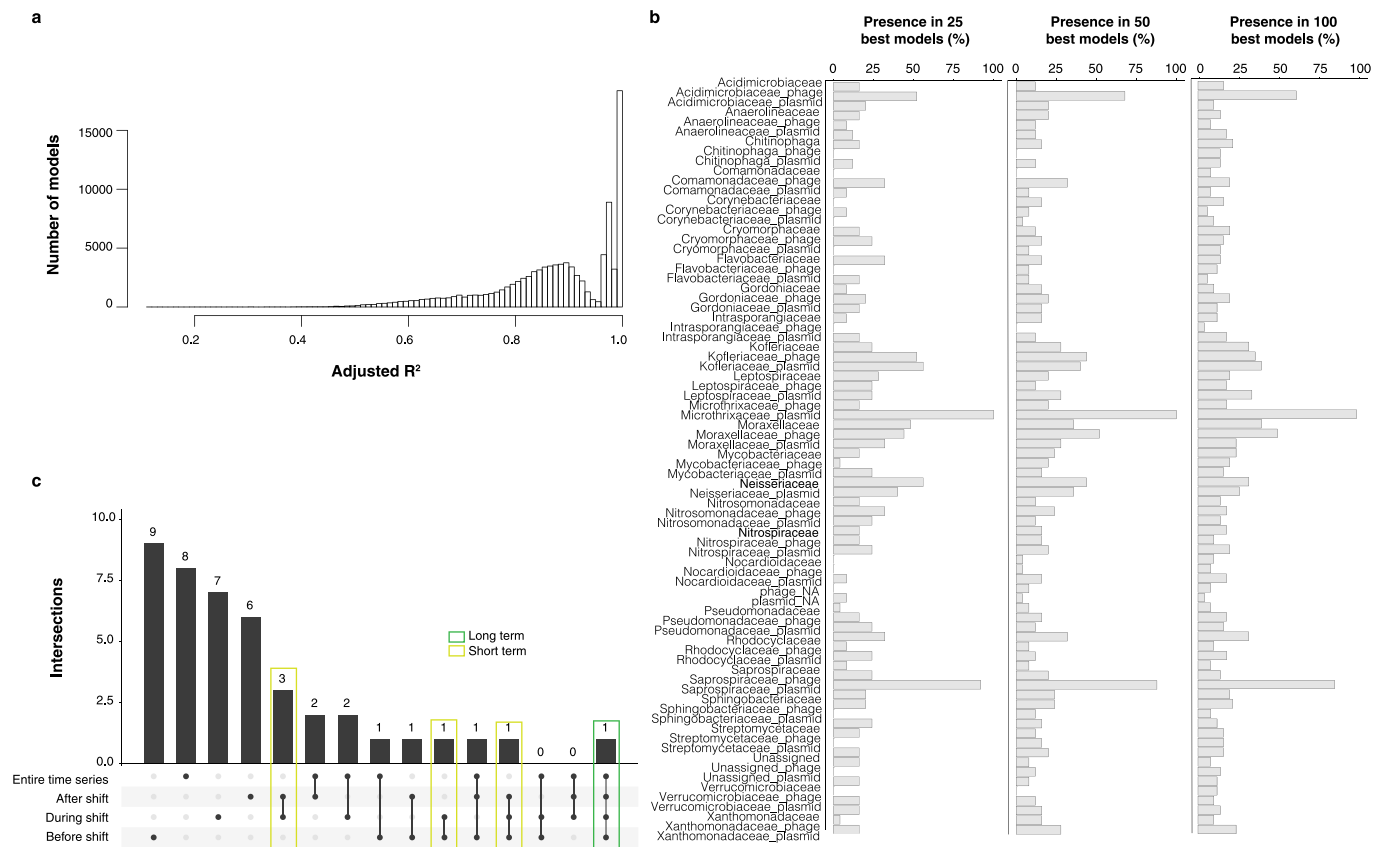 a
Number of models
15000
10000
5000
0
0.2
0.4
0.6
0.8
1.0
Adjusted R²
b
Presence in 25
best models (%)
Presence in 50
best models (%)
Presence in 100
best models (%)
0 25 50 75 100
0 25 50 75 100
0 25 50 75 100
Acidimicrobiaceae
Acidimicrobiaceae_phage
Acidimicrobiaceae_plasmid
Anaerolineaceae
Anaerolineaceae_phage
Anaerolineaceae_plasmid
Chitinophaga
Chitinophaga_phage
Chitinophaga_plasmid
Comamonadaceae
Comamonadaceae_phage
Comamonadaceae_plasmid
Corynebacteriaceae
Corynebacteriaceae_phage
Corynebacteriaceae_plasmid
Cryomorphaceae
Cryomorphaceae_phage
Cryomorphaceae_plasmid
Flavobacteriaceae
Flavobacteriaceae_phage
Flavobacteriaceae_plasmid
Gordoniaceae
Gordoniaceae_phage
Gordoniaceae_plasmid
Intrasporangiaceae
Intrasporangiaceae_phage
Intrasporangiaceae_plasmid
Kofleriaceae
Kofleriaceae_phage
Kofleriaceae_plasmid
Leptospiraceae
Leptospiraceae_phage
Leptospiraceae_plasmid
Microthrixaceae_phage
Microthrixaceae_plasmid
Moraxellaceae
Moraxellaceae_phage
Moraxellaceae_plasmid
Mycobacteriaceae
Mycobacteriaceae_phage
Mycobacteriaceae_plasmid
Neisseriaceae
Neisseriaceae_plasmid
Nitrosomonadaceae
Nitrosomonadaceae_phage
Nitrosomonadaceae_plasmid
Nitrospiraceae
Nitrospiraceae_phage
Nitrospiraceae_plasmid
Nocardioidaceae
Nocardioidaceae_phage
Nocardioidaceae_plasmid
phage_NA
plasmid_NA
Pseudomonadaceae
Pseudomonadaceae_phage
Pseudomonadaceae_plasmid
Rhodocyclaceae
Rhodocyclaceae_phage
Rhodocyclaceae_plasmid
Saprospiraceae
Saprospiraceae_phage
Saprospiraceae_plasmid
Sphingobacteriaceae
Sphingobacteriaceae_phage
Sphingobacteriaceae_plasmid
Streptomycetaceae
Streptomycetaceae_phage
Streptomycetaceae_plasmid
Unassigned
Unassigned_phage
Unassigned_plasmid
Verrucomicrobiaceae
Verrucomicrobiaceae_phage
Verrucomicrobiaceae_plasmid
Xanthomonadaceae
Xanthomonadaceae_phage
Xanthomonadaceae_plasmid
c
Intersections
10.0
7.5
5.0
2.5
0.0
9
8
7
6
3
2
2
1
1
1
1
1
0
0
1
Long term
Short term
Entire time series
After shift
During shift
Before shift